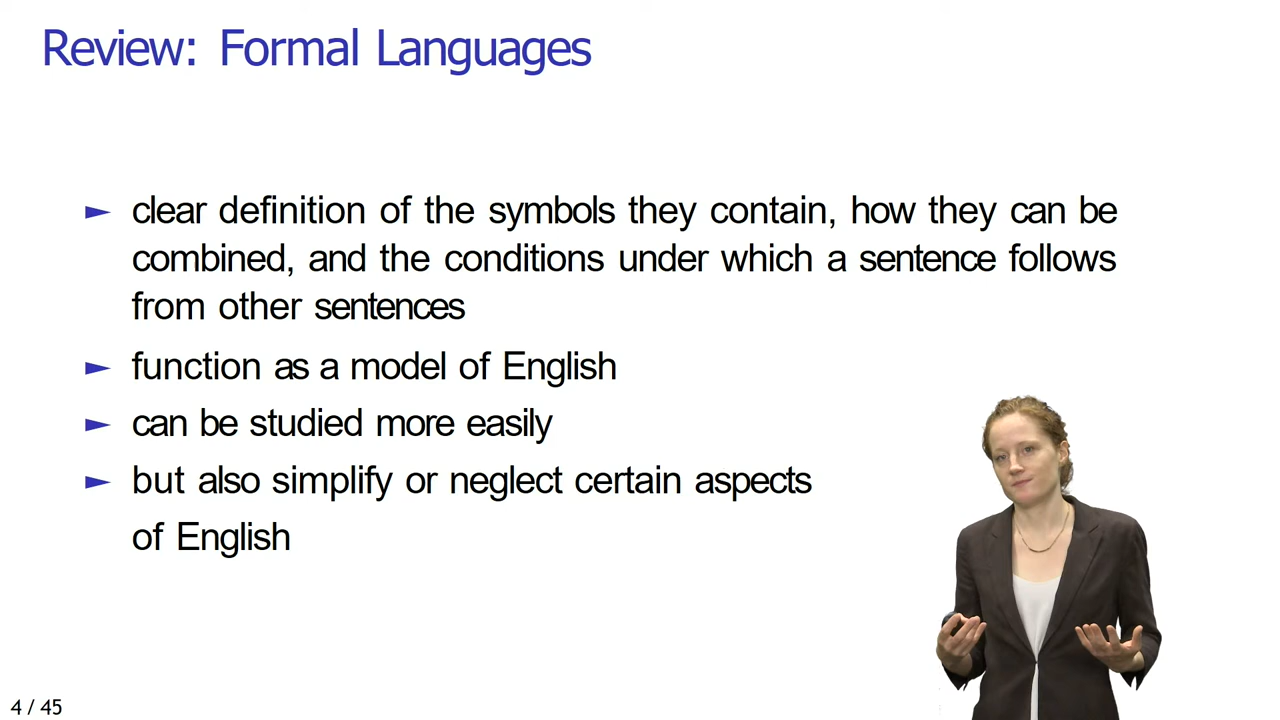 Review: Formal Languages
► clear definition of the symbols they contain, how they can be
combined, and the conditions under which a sentence follows
from other sentences
► function as a model of English
► can be studied more easily
► but also simplify or neglect certain aspects
of English
4 / 45